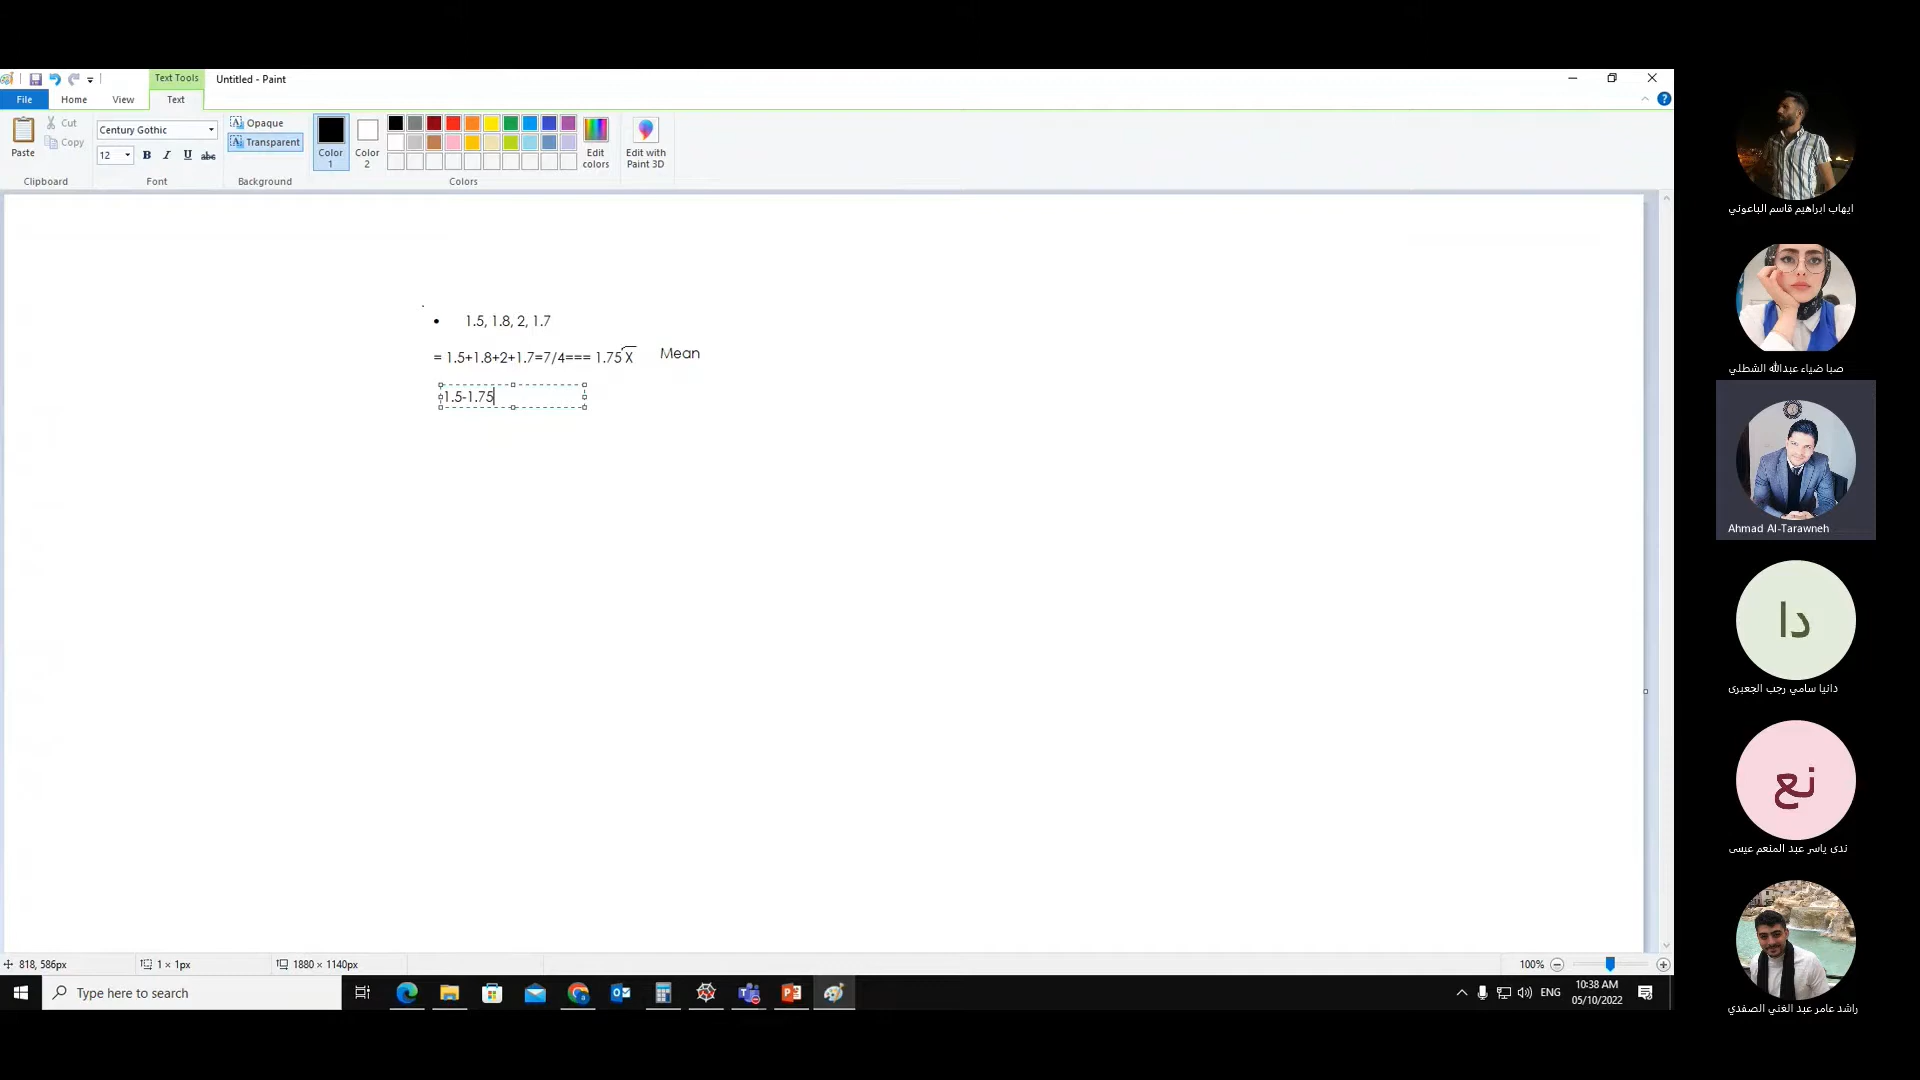 Text Tools
Untitled - Paint
File
Home
View
Text
Paste
Cut
Copy
Clipboard
Century Gothic
12
B
I
U
abc
Font
Opaque
Transparent
Background
Color
1
Color
2
Edit
colors
Colors
Edit with
Paint 3D
• 1.5, 1.8, 2, 1.7
= 1.5+1.8+2+1.7=7/4=== 1.75 X
Mean
1.5-1.75
818, 586px
1 × 1px
1880 × 1140px
100%
Type here to search
ENG
10:38 AM
05/10/2022
ايهاب ابراهيم قاسم الباعوني
صبا ضياء عبدالله الشطلي
Ahmad Al-Tarawneh
دا
دانيا سامي رجب الجعبرى
نع
ندى ياسر عبد المنعم عيسى
راشد عامر عبد الغني الصفدي